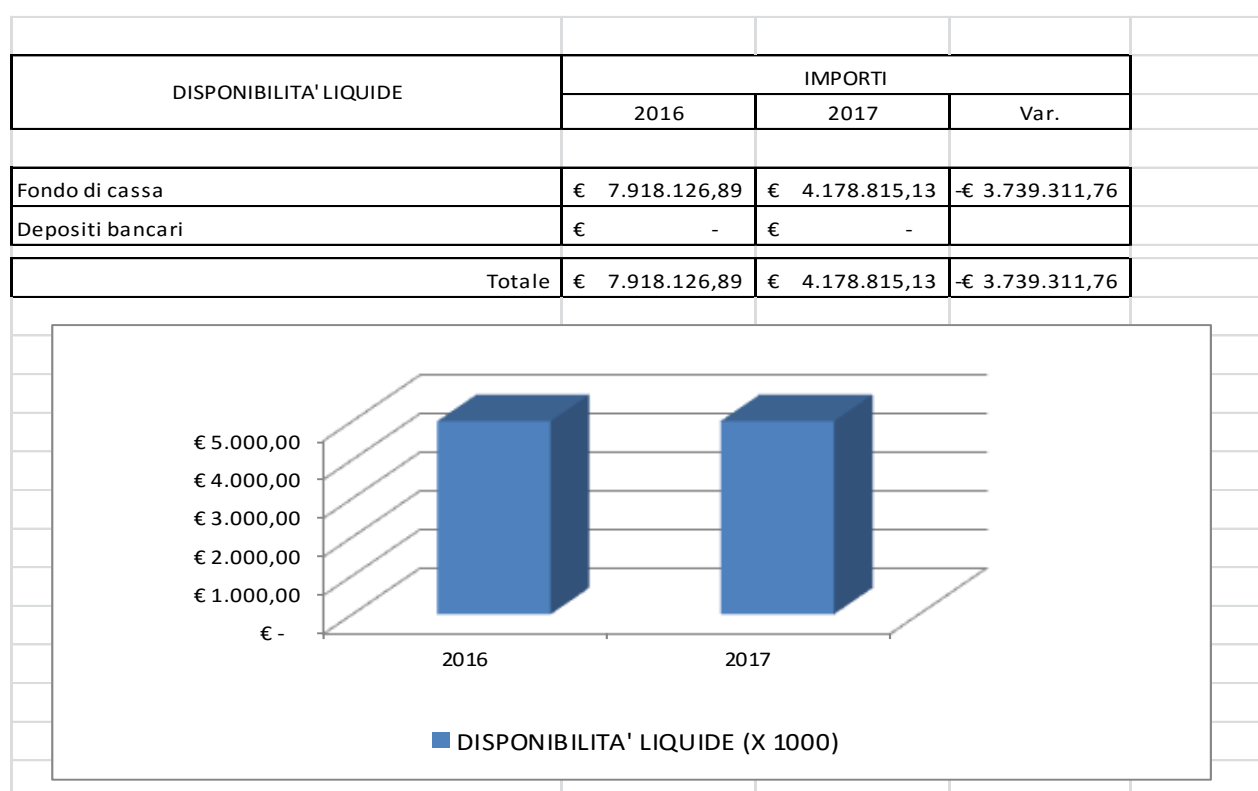 DISPONIBILITA' LIQUIDE
IMPORTI
2016 2017 Var.
Fondo di cassa € 7.918.126,89 € 4.178.815,13 -€ 3.739.311,76
Depositi bancari € - € -
Totale € 7.918.126,89 € 4.178.815,13 -€ 3.739.311,76
€ 5.000,00
€ 4.000,00
€ 3.000,00
€ 2.000,00
€ 1.000,00
€ -
2016 2017
DISPONIBILITA' LIQUIDE (X 1000)